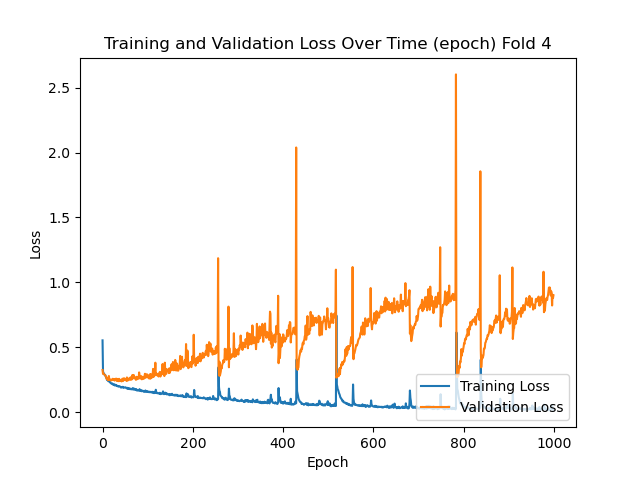 Training and Validation Loss Over Time (epoch) Fold 4
Loss
2.5
2.0
1.5
1.0
0.5
0.0
0
200
400
600
800
1000
Epoch
Training Loss
Validation Loss